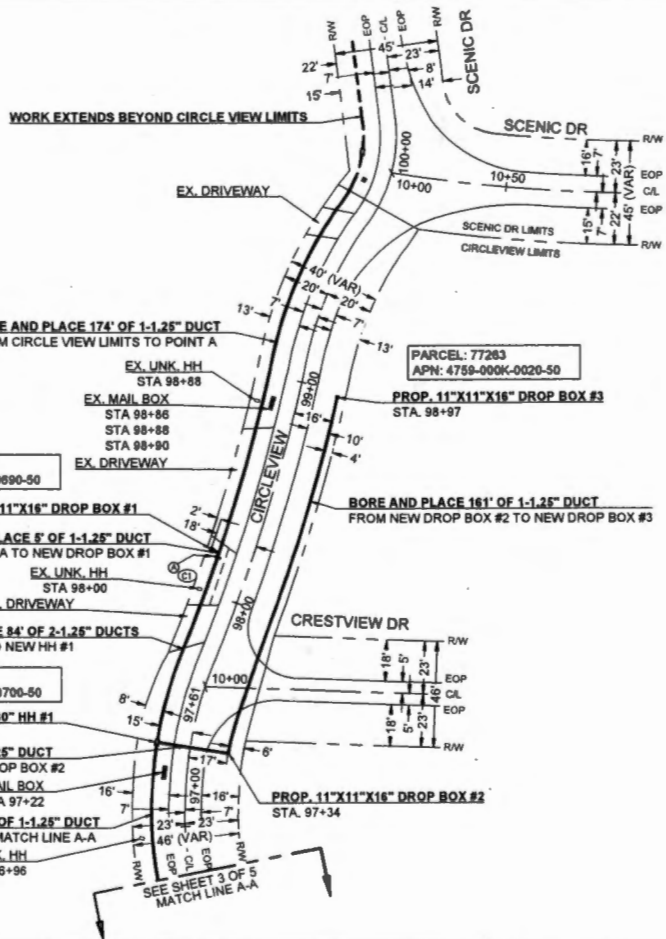 R/W
EOP
C/L
EOP
R/W
45'
23'
22'
7'
8'
14'
15'
SCENIC DR
WORK EXTENDS BEYOND CIRCLE VIEW LIMITS
SCENIC DR
R/W
16'
7'
23'
EOP
C/L
EOP
45' (VAR)
15'
7'
22'
R/W
100+00
10+00
10+50
EX. DRIVEWAY
SCENIC DR LIMITS
CIRCLEVIEW LIMITS
40' (VAR)
20'
20'
7'
7'
13'
13'
E AND PLACE 174' OF 1-1.25" DUCT
M CIRCLE VIEW LIMITS TO POINT A
PARCEL: 77263
APN: 4759-000K-0020-50
EX. UNK. HH
STA 98+88
EX. MAIL BOX
STA 98+86
STA 98+88
STA 98+90
99+00
16'
PROP. 11"X11"X16" DROP BOX #3
STA. 98+97
10'
4'
EX. DRIVEWAY
CIRCLEVIEW
690-50
11"X16" DROP BOX #1
2'
18'
BORE AND PLACE 161' OF 1-1.25" DUCT
FROM NEW DROP BOX #2 TO NEW DROP BOX #3
LACE 5' OF 1-1.25" DUCT
A TO NEW DROP BOX #1
A
C1
EX. UNK. HH
STA 98+00
DRIVEWAY
98+00
CRESTVIEW DR
E 84' OF 2-1.25" DUCTS
NEW HH #1
R/W
18'
5'
23'
EOP
C/L
EOP
46'
18'
5'
23'
R/W
10+00
97+61
700-50
8'
15'
0" HH #1
25" DUCT
OP BOX #2
17'
6'
AIL BOX
A 97+22
97+00
PROP. 11"X11"X16" DROP BOX #2
STA. 97+34
OF 1-1.25" DUCT
MATCH LINE A-A
16'
7'
16'
7'
23'
23'
46' (VAR)
. HH
6+96
R/W
EOP
C/L
EOP
R/W
SEE SHEET 3 OF 5
MATCH LINE A-A